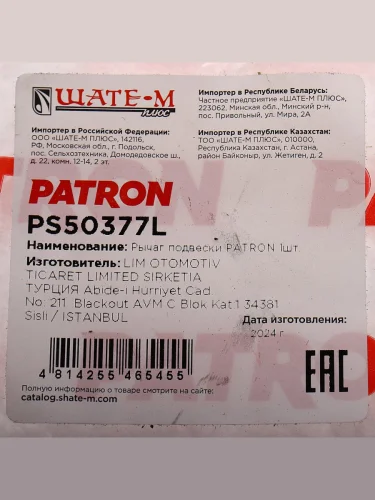 ШАТЕ-М
ПЛЮС
Импортер в Российской Федерации:
ООО «ШАТЕ-М ПЛЮС», 142116,
РФ, Московская обл., г. Подольск,
пос. Сельхозтехника, Домодедовское ш.,
д. 22, комн, 12-14, 2 эт.
Импортер в Республике Беларусь:
Частное предприятие «ШАТЕ-М ПЛЮС»,
223062, Минская обл., Минский р-н,
пос. Привольный, ул. Мира, 2А
Импортер в Республике Казахстан:
ТОО «ШАТЕ-М ПЛЮС», 010000,
Республика Казахстан, г. Астана,
район Байконыр, ул. Жетиген, д. 2
PATRON
PS50377L
Наименование: Рычаг подвески PATRON 1шт.
Изготовитель: LIM OTOMOTIV
TICARET LIMITED SIRKETIA
ТУРЦИЯ Abide-i Hurriyet Cad.
No: 211 Blackout AVM C Blok Kat:1 34381
Sisli / ISTANBUL
Дата изготовления:
2024 г.
4 814255 465455
EAC
Полную информацию о товаре смотрите на сайте:
catalog.shate-m.com